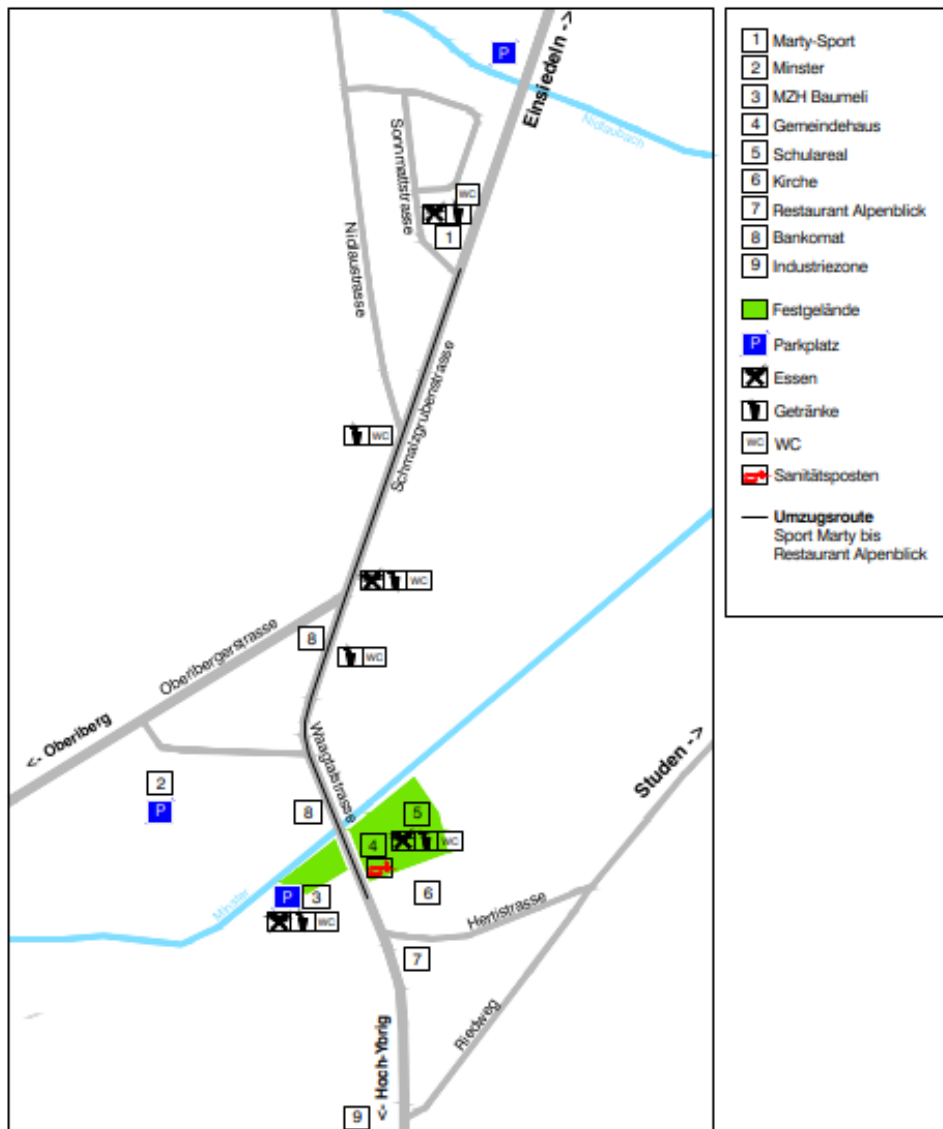 Einsiedeln ->
P
Nidlaubach
Sonnmattstrasse
WC
1
Nidlaustrasse
Schmalzgrubenstrasse
WC
WC
Oberibergerstrasse
8
WC
<- Oberiberg
Waagtalstrasse
Studen ->
2
P
8
5
4
WC
Minster
P
3
6
WC
Hertistrasse
7
Riedweg
<- Hoch-Ybrig
9
1 Marty-Sport
2 Minster
3 MZH Baumeli
4 Gemeindehaus
5 Schulareal
6 Kirche
7 Restaurant Alpenblick
8 Bankomat
9 Industriezone
Festgelände
P Parkplatz
Essen
Getränke
WC WC
Sanitätsposten
Umzugsroute
Sport Marty bis
Restaurant Alpenblick